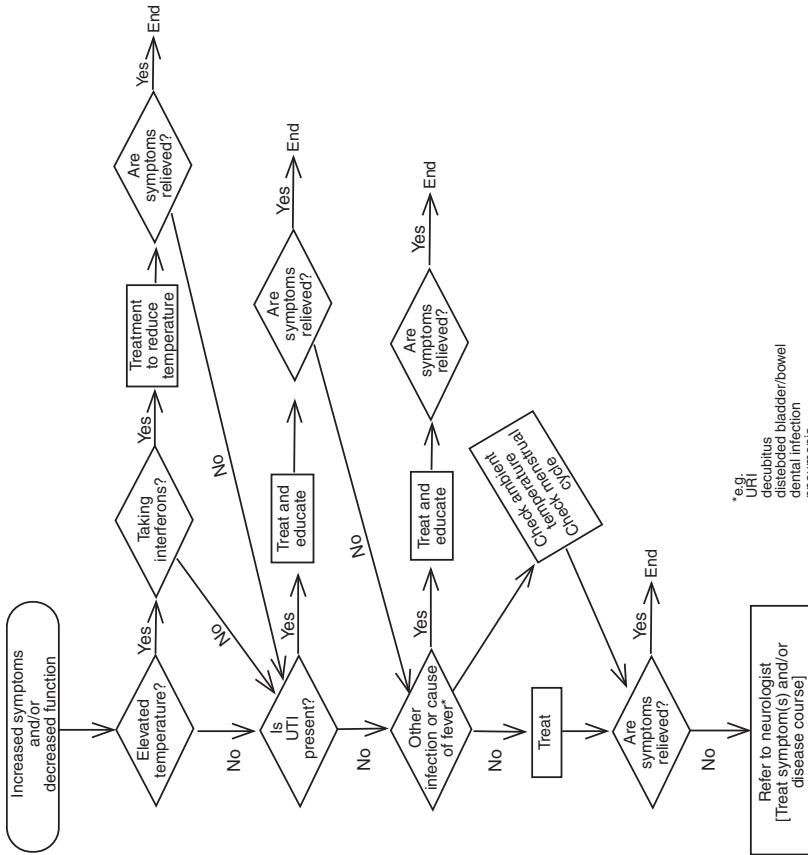 Increased symptoms
and/or
decreased function
Elevated
temperature?
Yes
Taking
interferons?
Yes
Treatment
to reduce
temperature
Are
symptoms
relieved?
Yes
End
No
No
No
Is
UTI
present?
Yes
Treat and
educate
Are
symptoms
relieved?
Yes
End
No
No
Other
infection or cause
of fever*
Yes
Treat and
educate
Are
symptoms
relieved?
Yes
End
No
Treat
Check ambient
temperature
Check menstrual
cycle
Are
symptoms
relieved?
Yes
End
No
Refer to neurologist
[Treat symptom(s) and/or
disease course]
*e.g.
URI
decubitus
distebded bladder/bowel
dental infection